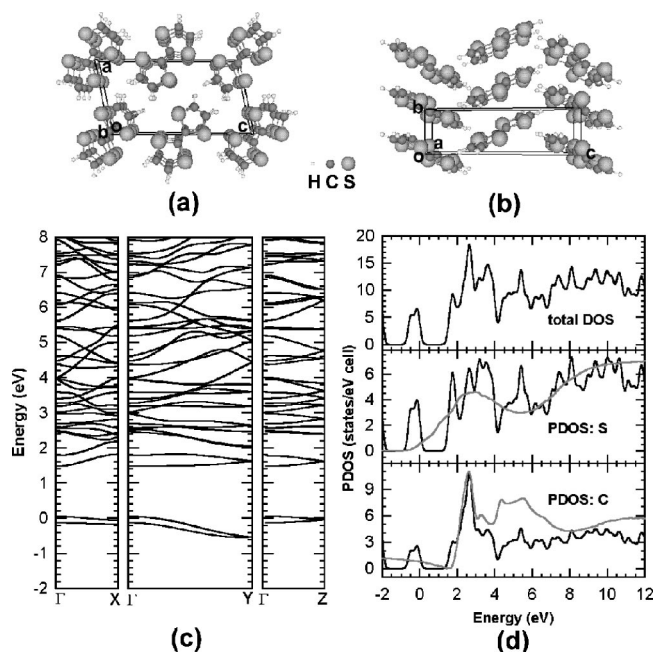 a
b o c
(a)
H C S
b
a
o c
(b)
8
7
6
5
4
3
2
1
0
-1
-2
Energy (eV)
Γ X Γ Y Γ Z
(c)
20
15
10
5
0
total DOS
6
4
2
0
PDOS: S
9
6
3
0
PDOS: C
PDOS (states/eV cell)
-2 0 2 4 6 8 10 12
Energy (eV)
(d)